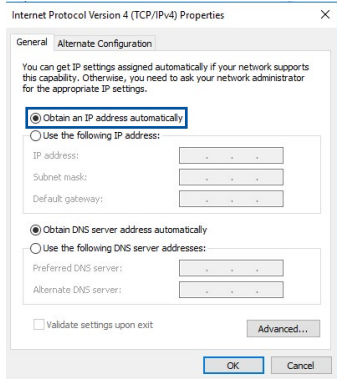 Internet Protocol Version 4 (TCP/IPv4) Properties
General
Alternate Configuration
You can get IP settings assigned automatically if your network supports
this capability. Otherwise, you need to ask your network administrator
for the appropriate IP settings.
Obtain an IP address automatically
Use the following IP address:
IP address:
Subnet mask:
Default gateway:
Obtain DNS server address automatically
Use the following DNS server addresses:
Preferred DNS server:
Alternate DNS server:
Validate settings upon exit
Advanced...
OK
Cancel